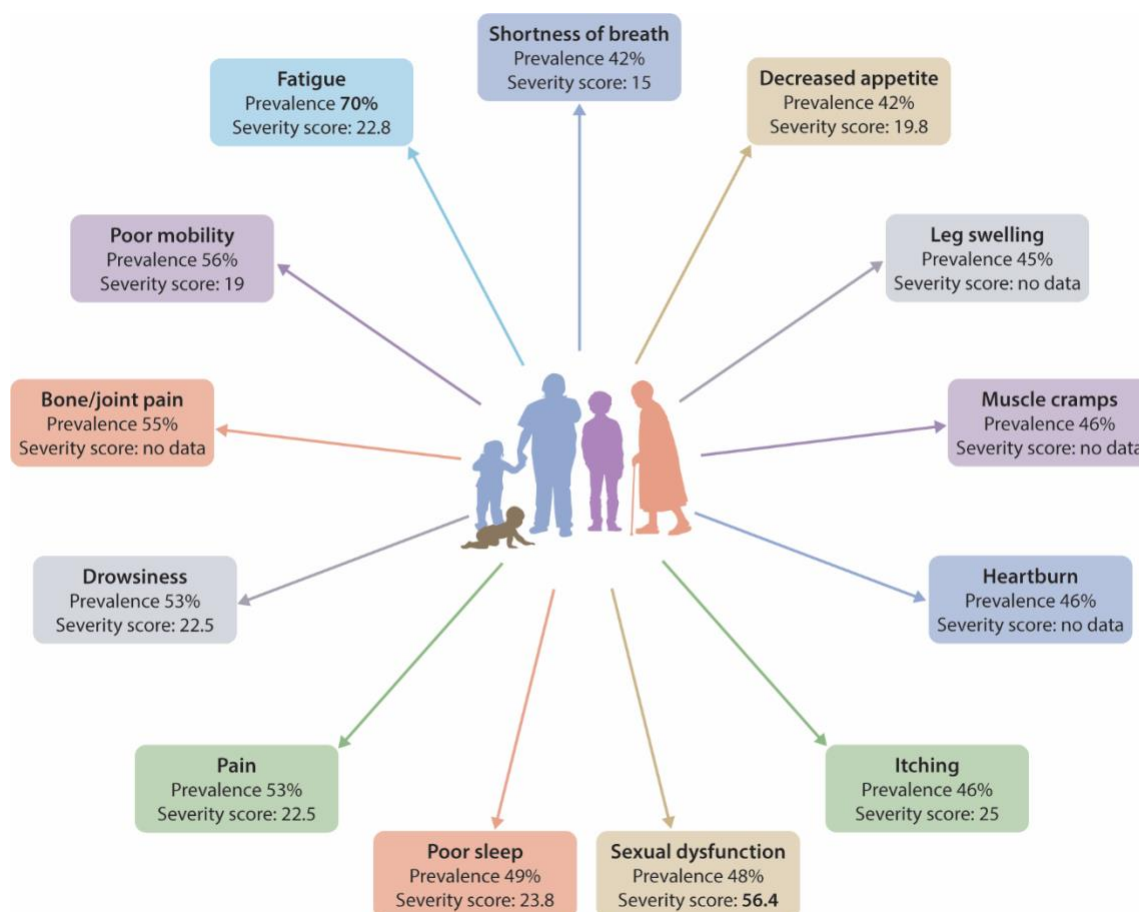 Shortness of breath
Prevalence 42%
Severity score: 15
Fatigue
Prevalence 70%
Severity score: 22.8
Decreased appetite
Prevalence 42%
Severity score: 19.8
Poor mobility
Prevalence 56%
Severity score: 19
Leg swelling
Prevalence 45%
Severity score: no data
Bone/joint pain
Prevalence 55%
Severity score: no data
Muscle cramps
Prevalence 46%
Severity score: no data
Drowsiness
Prevalence 53%
Severity score: 22.5
Heartburn
Prevalence 46%
Severity score: no data
Pain
Prevalence 53%
Severity score: 22.5
Itching
Prevalence 46%
Severity score: 25
Poor sleep
Prevalence 49%
Severity score: 23.8
Sexual dysfunction
Prevalence 48%
Severity score: 56.4